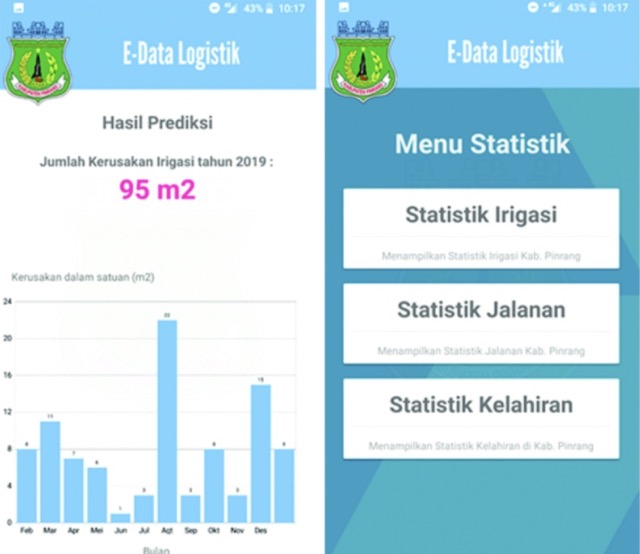 43% 10:17
E-Data Logistik
KABUPATEN PINRANG
Hasil Prediksi
Jumlah Kerusakan Irigasi tahun 2019 :
95 m2
Kerusakan dalam satuan (m2)
24
20
16
12
8
4
0
8
11
7
6
1
3
22
3
8
3
15
8
Feb Mar Apr Mei Jun Jul Agt Sep Okt Nov Des
Bulan
43% 10:17
E-Data Logistik
KABUPATEN PINRANG
Menu Statistik
Statistik Irigasi
Menampilkan Statistik Irigasi Kab. Pinrang
Statistik Jalanan
Menampilkan Statistik Jalanan Kab. Pinrang
Statistik Kelahiran
Menampilkan Statistik Kelahiran di Kab. Pinrang